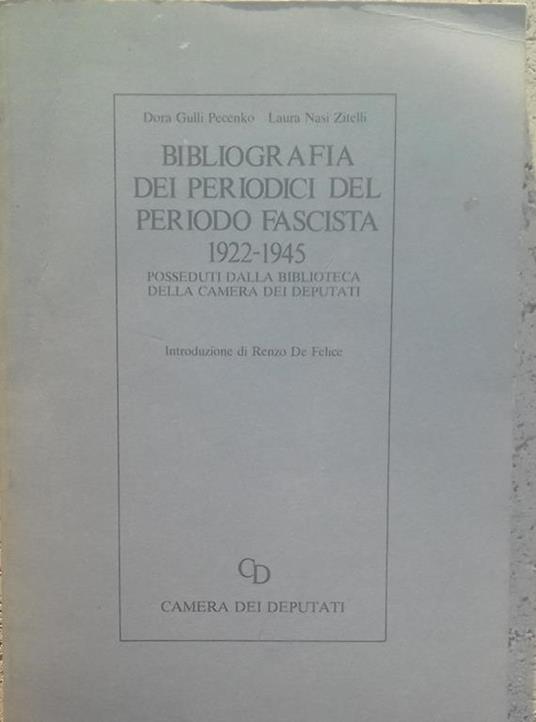 Dora Gulli Pecenko Laura Nasi Zitelli
BIBLIOGRAFIA
DEI PERIODICI DEL
PERIODO FASCISTA
1922-1945
POSSEDUTI DALLA BIBLIOTECA
DELLA CAMERA DEI DEPUTATI
Introduzione di Renzo De Felice
CD
CAMERA DEI DEPUTATI